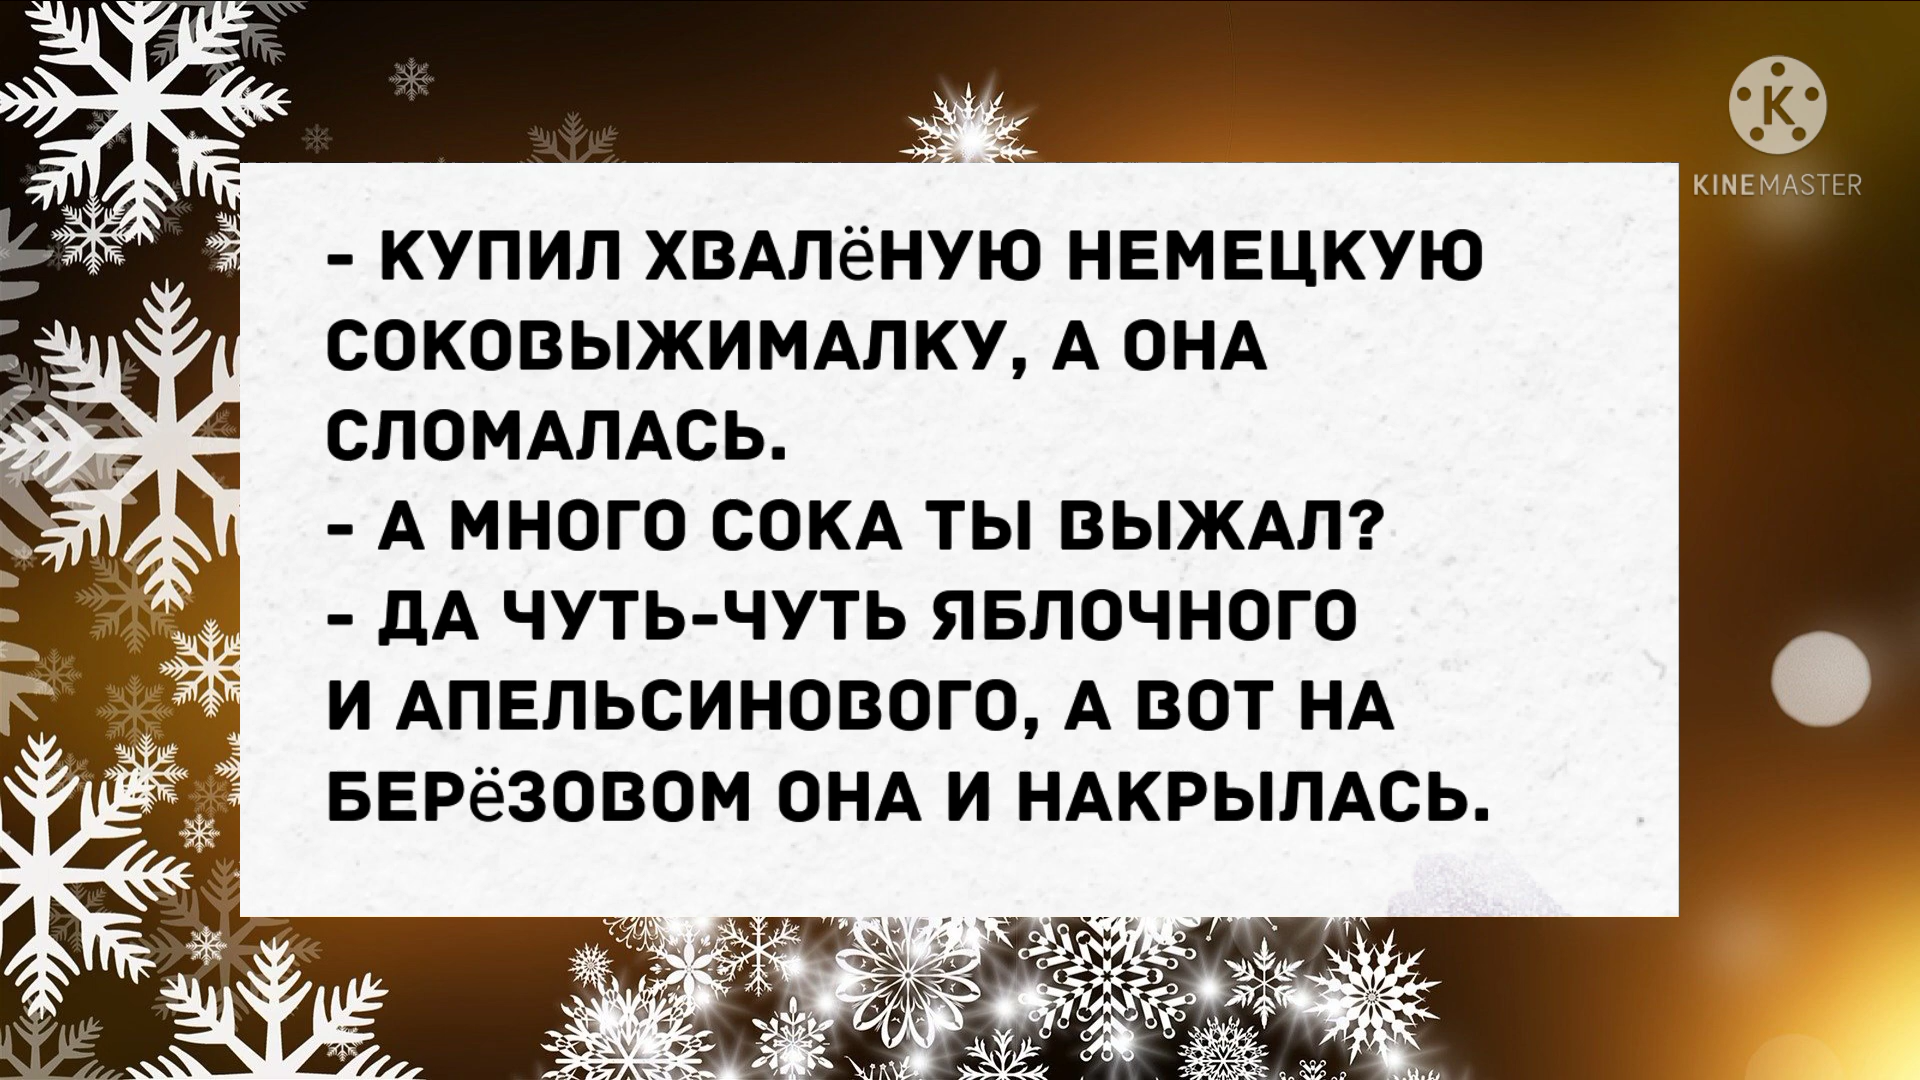 - КУПИЛ ХВАЛЁНУЮ НЕМЕЦКУЮ
СОКОВЫЖИМАЛКУ, А ОНА
СЛОМАЛАСЬ.
- А МНОГО СОКА ТЫ ВЫЖАЛ?
- ДА ЧУТЬ-ЧУТЬ ЯБЛОЧНОГО
И АПЕЛЬСИНОВОГО, А ВОТ НА
БЕРЁЗОВОМ ОНА И НАКРЫЛАСЬ.
K
KINEMASTER